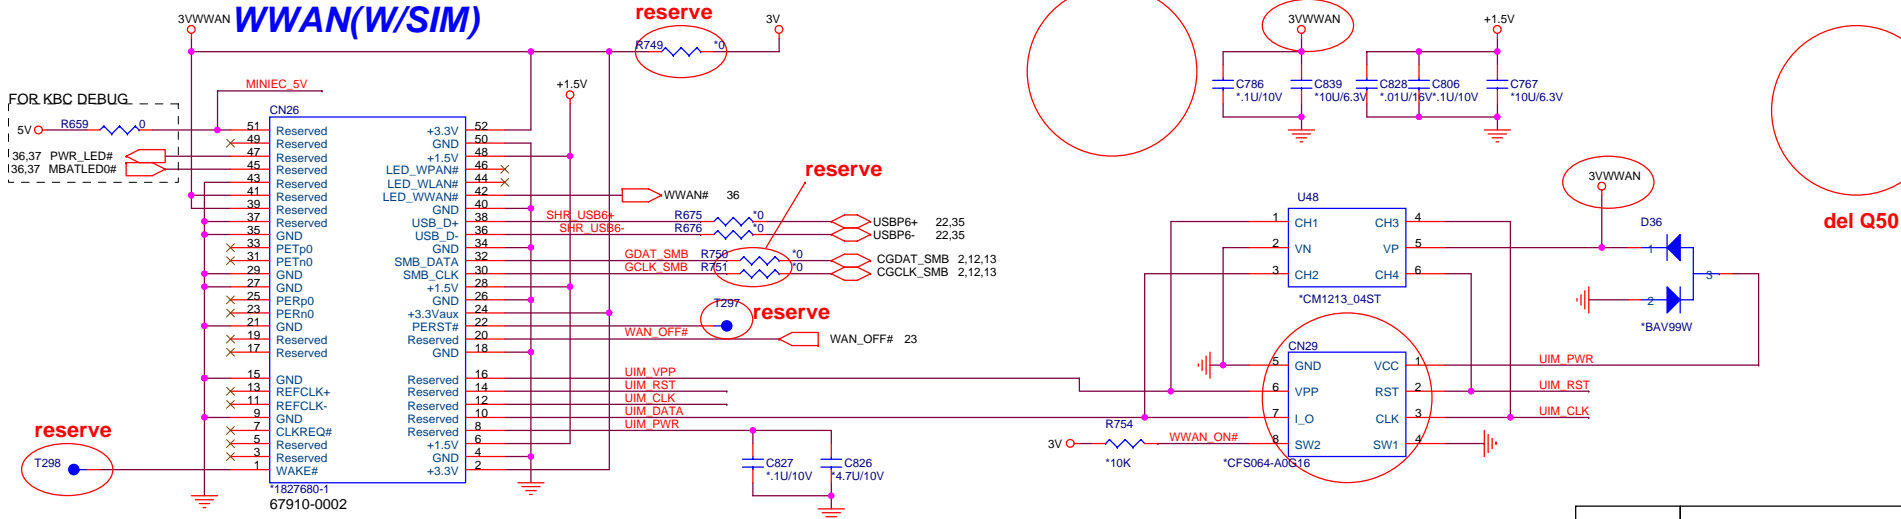 WWAN(W/SIM)
3VWWAN
reserve
R749 *0
3V
MINIEC_5V
+1.5V
FOR KBC DEBUG
5V R659 0
36,37 PWR_LED#
36,37 MBATLED0#
CN26
51 Reserved +3.3V 52
49 Reserved GND 50
47 Reserved +1.5V 48
45 Reserved LED_WPAN# 46
43 Reserved LED_WLAN# 44
41 Reserved LED_WWAN# 42
39 Reserved GND 40
37 Reserved USB_D+ 38
35 GND USB_D- 36
33 PETp0 GND 34
31 PETn0 SMB_DATA 32
29 GND SMB_CLK 30
27 GND +1.5V 28
25 PERp0 GND 26
23 PERn0 +3.3Vaux 24
21 GND PERST# 22
19 Reserved Reserved 20
17 Reserved GND 18
15 GND Reserved 16
13 REFCLK+ Reserved 14
11 REFCLK- Reserved 12
9 GND Reserved 10
7 CLKREQ# Reserved 8
5 Reserved +1.5V 6
3 Reserved GND 4
1 WAKE# +3.3V 2
*1827680-1
67910-0002
reserve
T298
WWAN# 36
reserve
SHR_USB6+ R675 *0 USBP6+ 22,35
SHR_USB6- R676 *0 USBP6- 22,35
GDAT_SMB R750 *0 CGDAT_SMB 2,12,13
GCLK_SMB R751 *0 CGCLK_SMB 2,12,13
T297
reserve
WAN_OFF# WAN_OFF# 23
UIM_VPP
UIM_RST
UIM_CLK
UIM_DATA
UIM_PWR
C827
*.1U/10V
C826
*4.7U/10V
3VWWAN
+1.5V
C786
*.1U/10V
C839
*10U/6.3V
C828
*.01U/16V
C806
*.1U/10V
C767
*10U/6.3V
U48
1 CH1 CH3 4
2 VN VP 5
3 CH2 CH4 6
*CM1213_04ST
3VWWAN
D36
1
2
3
*BAV99W
del Q50
CN29
5 GND VCC 1
6 VPP RST 2
7 I_O CLK 3
8 SW2 SW1 4
*CFS064-A0G16
UIM_PWR
UIM_RST
UIM_CLK
3V R754 WWAN_ON#
*10K